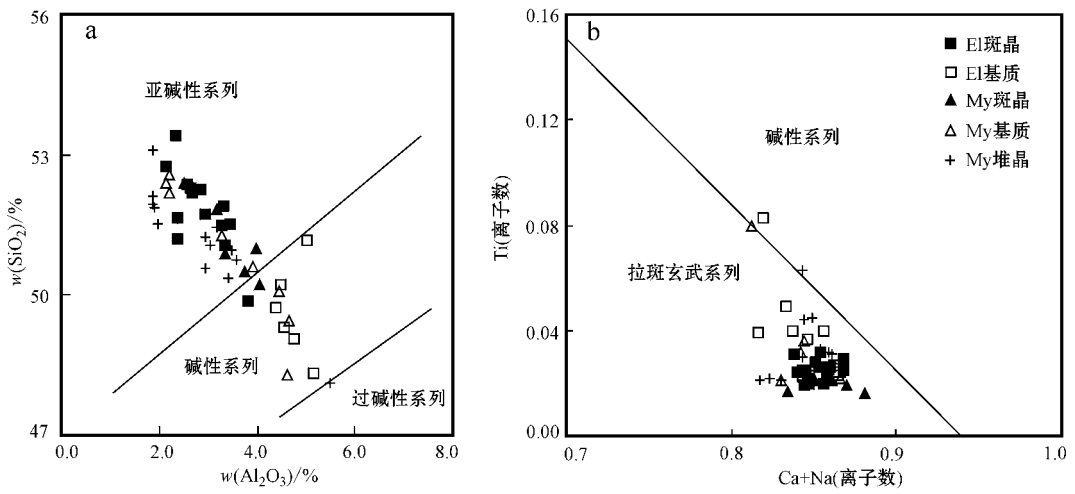 a
56
53
50
47
w(SiO₂)/%
亚碱性系列
碱性系列
过碱性系列
0.0 2.0 4.0 6.0 8.0
w(Al₂O₃)/%
b
0.16
0.12
0.08
0.04
0.00
Ti(离子数)
El斑晶
El基质
My斑晶
My基质
My堆晶
碱性系列
拉斑玄武系列
0.7 0.8 0.9 1.0
Ca+Na(离子数)